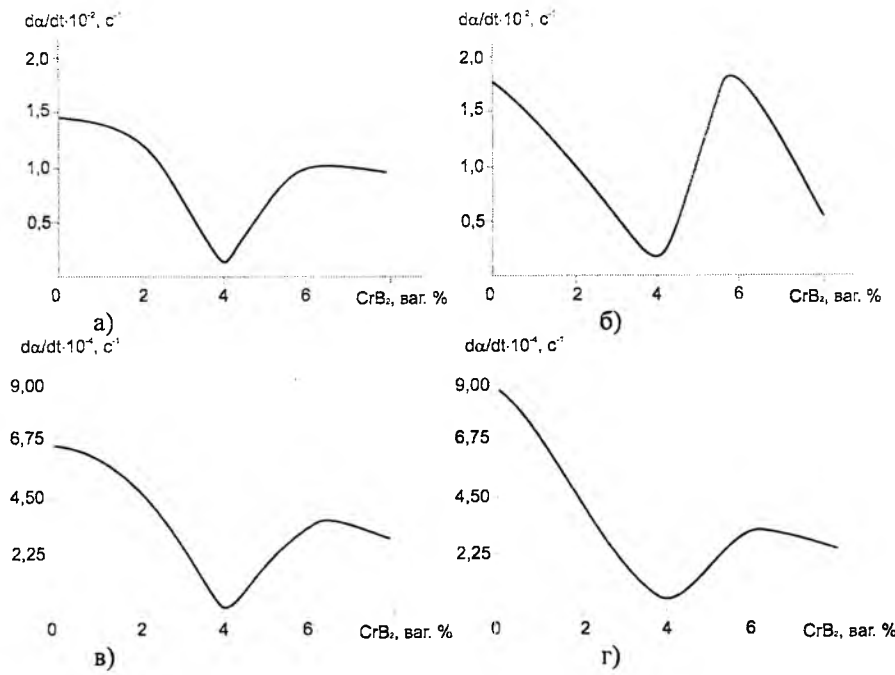 dα/dt·10⁻², c⁻¹
2,0
1,5
1,0
0,5
0 2 4 6 CrB₂, ваг. %
а)
dα/dt·10⁻², c⁻¹
2,0
1,5
1,0
0,5
0 2 4 6 CrB₂, ваг. %
б)
dα/dt·10⁻⁴, c⁻¹
9,00
6,75
4,50
2,25
0 2 4 6 CrB₂, ваг. %
в)
dα/dt·10⁻⁴, c⁻¹
9,00
6,75
4,50
2,25
0 2 4 6 CrB₂, ваг. %
г)